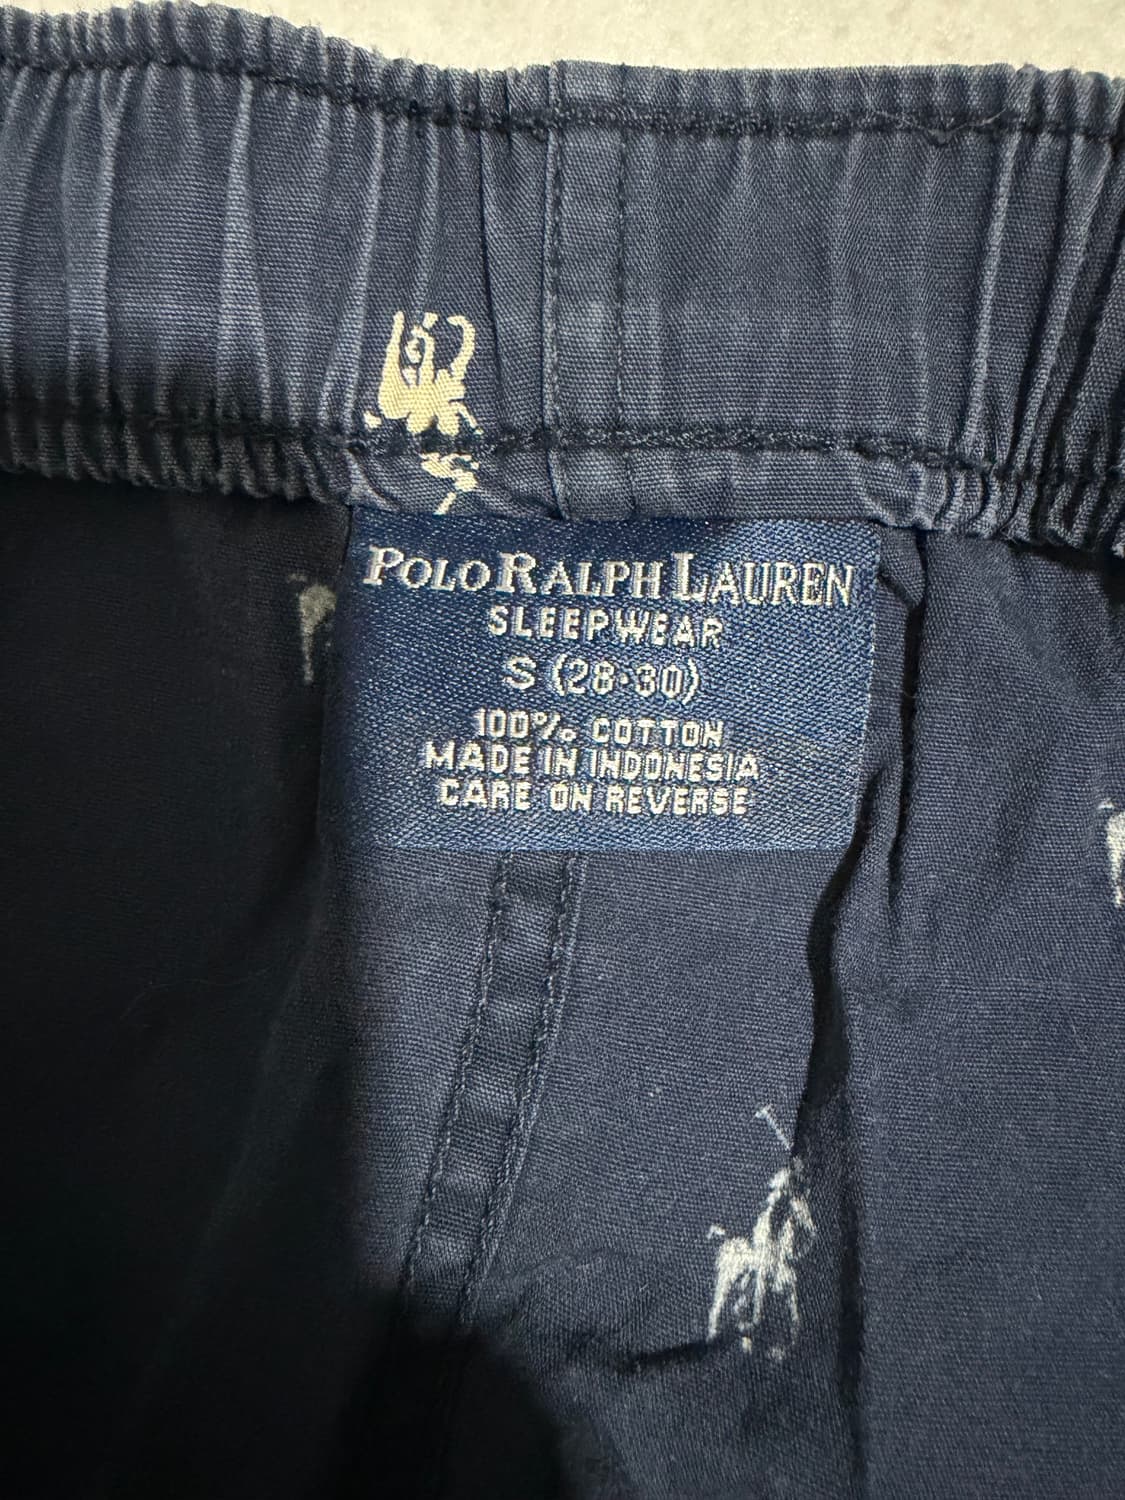 POLO RALPH LAUREN
SLEEPWEAR
S (28-30)
100% COTTON
MADE IN INDONESIA
CARE ON REVERSE